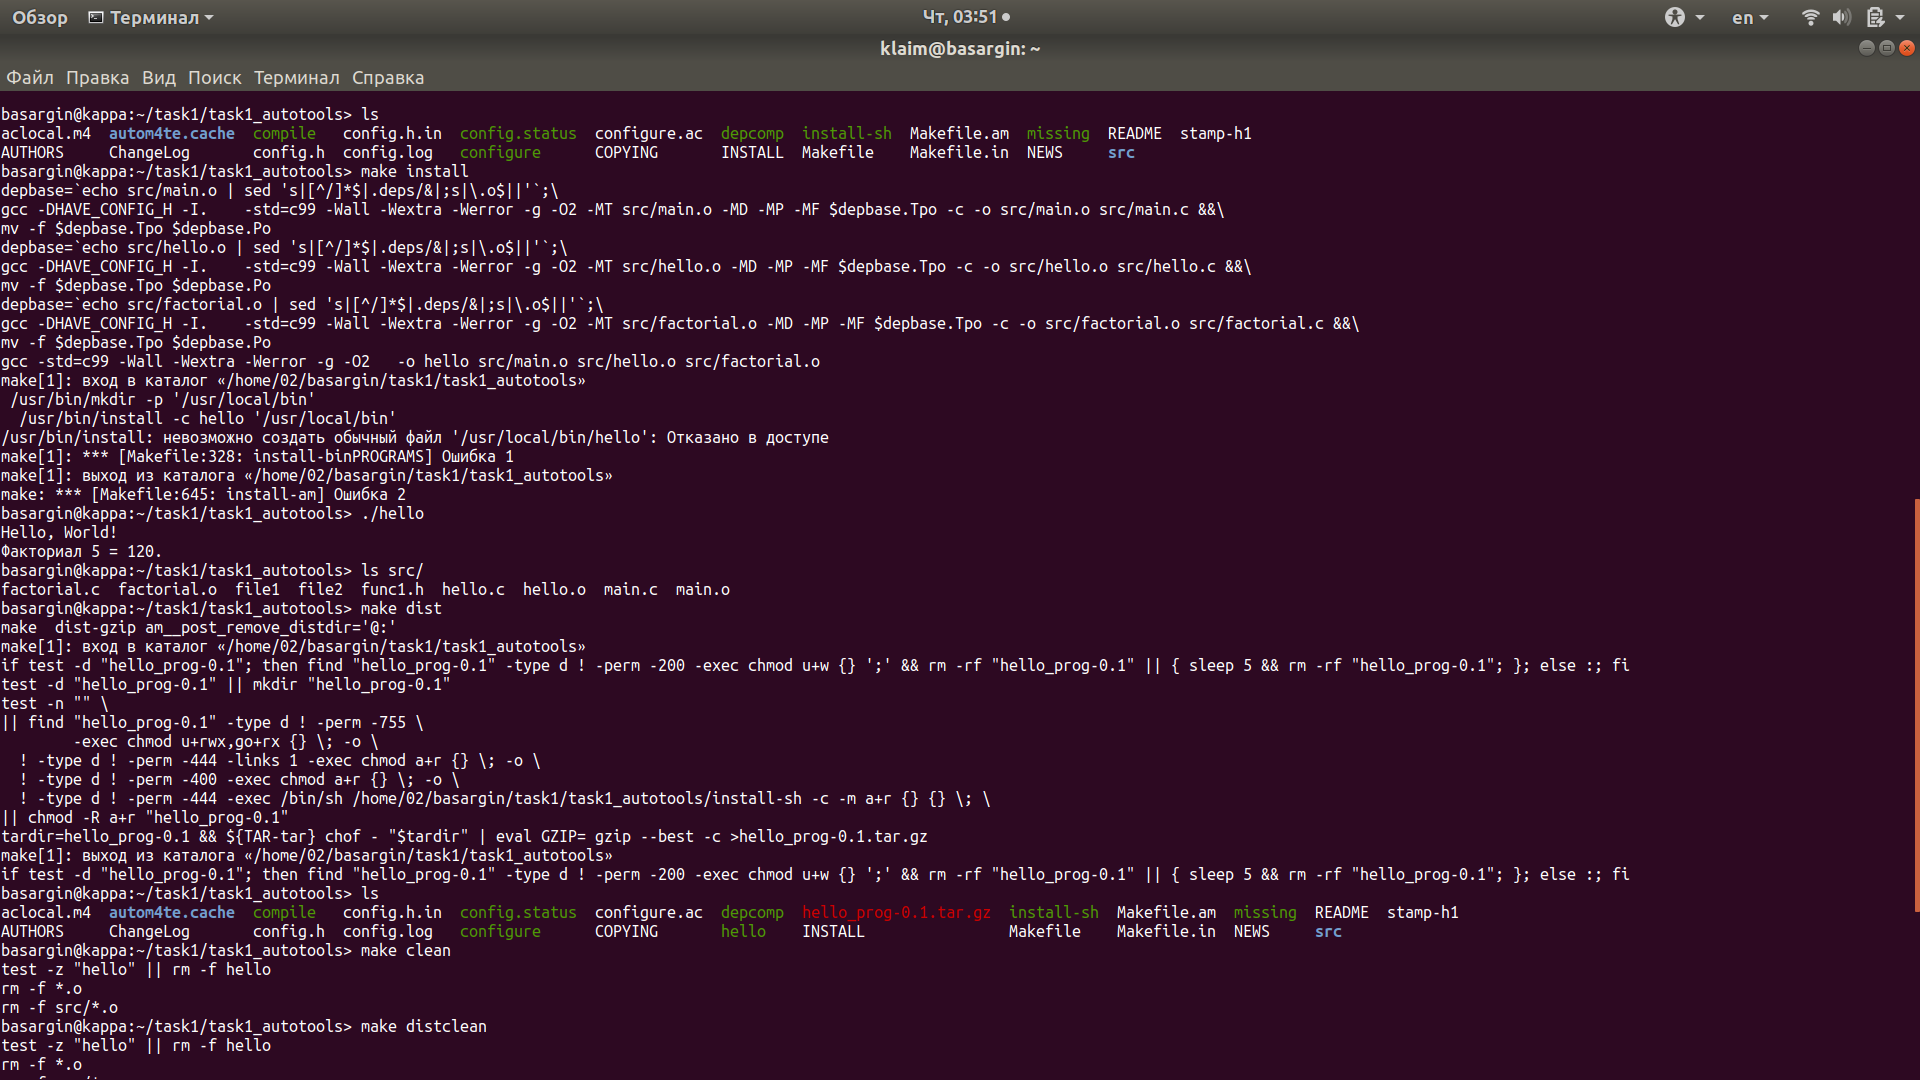 Обзор Терминал Чт, 03:51 en
klaim@basargin: ~
Файл Правка Вид Поиск Терминал Справка
basargin@kappa:~/task1/task1_autotools> ls
aclocal.m4  autom4te.cache  compile   config.h.in  config.status  configure.ac  depcomp  install-sh  Makefile.am  missing  README  stamp-h1
AUTHORS     ChangeLog       config.h  config.log   configure      COPYING       INSTALL  Makefile    Makefile.in  NEWS     src
basargin@kappa:~/task1/task1_autotools> make install
depbase=`echo src/main.o | sed 's|[^/]*$|.deps/&|;s|\.o$||'`;\
gcc -DHAVE_CONFIG_H -I.    -std=c99 -Wall -Wextra -Werror -g -O2 -MT src/main.o -MD -MP -MF $depbase.Tpo -c -o src/main.o src/main.c &&\
mv -f $depbase.Tpo $depbase.Po
depbase=`echo src/hello.o | sed 's|[^/]*$|.deps/&|;s|\.o$||'`;\
gcc -DHAVE_CONFIG_H -I.    -std=c99 -Wall -Wextra -Werror -g -O2 -MT src/hello.o -MD -MP -MF $depbase.Tpo -c -o src/hello.o src/hello.c &&\
mv -f $depbase.Tpo $depbase.Po
depbase=`echo src/factorial.o | sed 's|[^/]*$|.deps/&|;s|\.o$||'`;\
gcc -DHAVE_CONFIG_H -I.    -std=c99 -Wall -Wextra -Werror -g -O2 -MT src/factorial.o -MD -MP -MF $depbase.Tpo -c -o src/factorial.o src/factorial.c &&\
mv -f $depbase.Tpo $depbase.Po
gcc -std=c99 -Wall -Wextra -Werror -g -O2   -o hello src/main.o src/hello.o src/factorial.o
make[1]: вход в каталог «/home/02/basargin/task1/task1_autotools»
 /usr/bin/mkdir -p '/usr/local/bin'
  /usr/bin/install -c hello '/usr/local/bin'
/usr/bin/install: невозможно создать обычный файл '/usr/local/bin/hello': Отказано в доступе
make[1]: *** [Makefile:328: install-binPROGRAMS] Ошибка 1
make[1]: выход из каталога «/home/02/basargin/task1/task1_autotools»
make: *** [Makefile:645: install-am] Ошибка 2
basargin@kappa:~/task1/task1_autotools> ./hello
Hello, World!
Факториал 5 = 120.
basargin@kappa:~/task1/task1_autotools> ls src/
factorial.c  factorial.o  file1  file2  func1.h  hello.c  hello.o  main.c  main.o
basargin@kappa:~/task1/task1_autotools> make dist
make  dist-gzip am__post_remove_distdir='@:'
make[1]: вход в каталог «/home/02/basargin/task1/task1_autotools»
if test -d "hello_prog-0.1"; then find "hello_prog-0.1" -type d ! -perm -200 -exec chmod u+w {} ';' && rm -rf "hello_prog-0.1" || { sleep 5 && rm -rf "hello_prog-0.1"; }; else :; fi
test -d "hello_prog-0.1" || mkdir "hello_prog-0.1"
test -n "" \
|| find "hello_prog-0.1" -type d ! -perm -755 \
        -exec chmod u+rwx,go+rx {} \; -o \
  ! -type d ! -perm -444 -links 1 -exec chmod a+r {} \; -o \
  ! -type d ! -perm -400 -exec chmod a+r {} \; -o \
  ! -type d ! -perm -444 -exec /bin/sh /home/02/basargin/task1/task1_autotools/install-sh -c -m a+r {} {} \; \
|| chmod -R a+r "hello_prog-0.1"
tardir=hello_prog-0.1 && ${TAR-tar} chof - "$tardir" | eval GZIP= gzip --best -c >hello_prog-0.1.tar.gz
make[1]: выход из каталога «/home/02/basargin/task1/task1_autotools»
if test -d "hello_prog-0.1"; then find "hello_prog-0.1" -type d ! -perm -200 -exec chmod u+w {} ';' && rm -rf "hello_prog-0.1" || { sleep 5 && rm -rf "hello_prog-0.1"; }; else :; fi
basargin@kappa:~/task1/task1_autotools> ls
aclocal.m4  autom4te.cache  compile   config.h.in  config.status  configure.ac  depcomp  hello_prog-0.1.tar.gz  install-sh  Makefile.am  missing  README  stamp-h1
AUTHORS     ChangeLog       config.h  config.log   configure      COPYING       hello    INSTALL                Makefile    Makefile.in  NEWS     src
basargin@kappa:~/task1/task1_autotools> make clean
test -z "hello" || rm -f hello
rm -f *.o
rm -f src/*.o
basargin@kappa:~/task1/task1_autotools> make distclean
test -z "hello" || rm -f hello
rm -f *.o